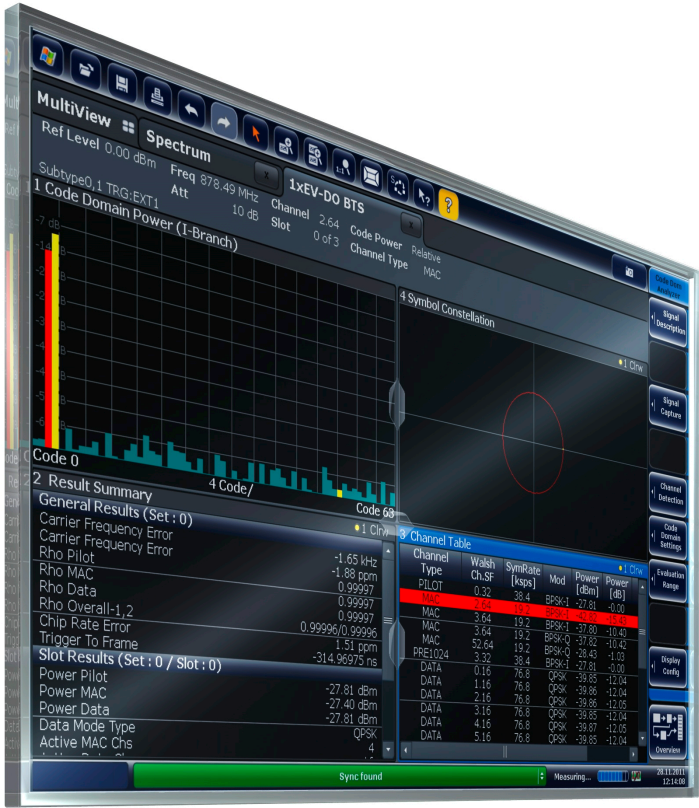 MultiView
Spectrum
1xEV-DO BTS
Ref Level 0.00 dBm
Freq 878.49 MHz
Channel 2.64
Code Power Relative
Att 10 dB
Slot 0 of 3
Channel Type MAC
Subtype0,1 TRG:EXT1
1 Code Domain Power (I-Branch)
-7 dB
Code 0
4 Code/
Code 63
4 Symbol Constellation
1 Clrw
2 Result Summary
General Results (Set : 0)
Carrier Frequency Error -1.65 kHz
Carrier Frequency Error -1.88 ppm
Rho Pilot 0.99997
Rho MAC 0.99997
Rho Data 0.99997
Rho Overall-1,2 0.99996/0.99996
Chip Rate Error 1.51 ppm
Trigger To Frame -314.96975 ns
Slot Results (Set : 0 / Slot : 0)
Power Pilot -27.81 dBm
Power MAC -27.40 dBm
Power Data -27.81 dBm
Data Mode Type QPSK
Active MAC Chs 4
3 Channel Table
1 Clrw
Channel Type Walsh Ch.SF SymRate [ksps] Mod Power [dBm] Power [dB]
PILOT 0.32 38.4 BPSK-I -27.81 -0.00
MAC 2.64 19.2
MAC 3.64 19.2 BPSK-I -37.80 -10.40
MAC 3.64 19.2 BPSK-Q -37.82 -10.42
MAC 52.64 19.2 BPSK-Q -28.43 -1.03
PRE1024 3.32 38.4 BPSK-I -27.81 -0.00
DATA 0.16 76.8 QPSK -39.85 -12.04
DATA 1.16 76.8 QPSK -39.86 -12.04
DATA 2.16 76.8 QPSK -39.86 -12.05
DATA 3.16 76.8 QPSK -39.85 -12.04
DATA 4.16 76.8 QPSK -39.87 -12.05
DATA 5.16 76.8 QPSK -39.85 -12.04
Code Dom Analyzer
Signal Description
Signal Capture
Channel Detection
Code Domain Settings
Evaluation Range
Display Config
Overview
Sync found
Measuring...
28.11.2011
12:14:08